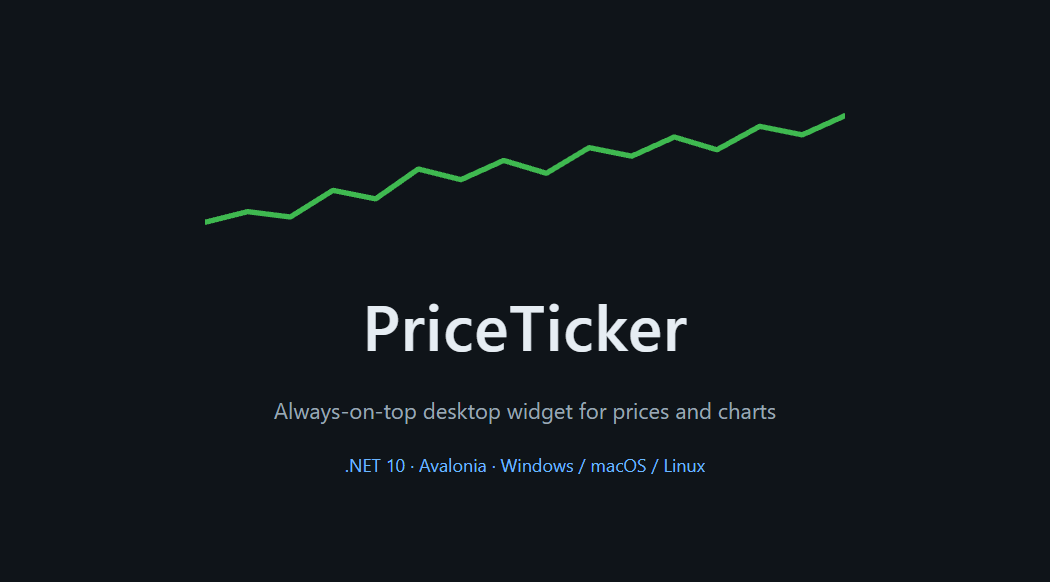 PriceTicker
Always-on-top desktop widget for prices and charts
.NET 10 · Avalonia · Windows / macOS / Linux